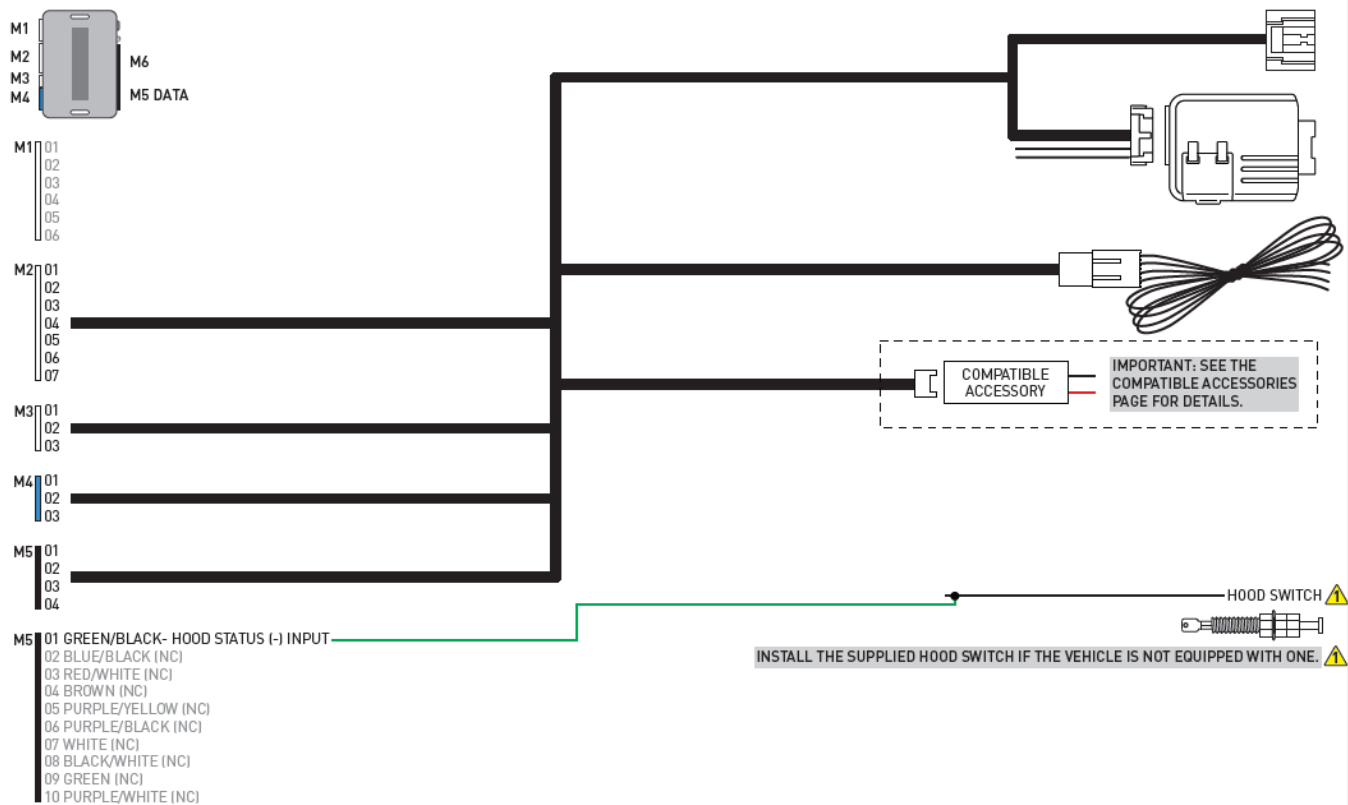 M1
M2
M3
M4
M6
M5 DATA
M1 01
02
03
04
05
06
M2 01
02
03
04
05
06
07
M3 01
02
03
M4 01
02
03
M5 01
02
03
04
COMPATIBLE
ACCESSORY
IMPORTANT: SEE THE
COMPATIBLE ACCESSORIES
PAGE FOR DETAILS.
HOOD SWITCH 1
INSTALL THE SUPPLIED HOOD SWITCH IF THE VEHICLE IS NOT EQUIPPED WITH ONE. 1
M5 01 GREEN/BLACK- HOOD STATUS (-) INPUT
02 BLUE/BLACK (NC)
03 RED/WHITE (NC)
04 BROWN (NC)
05 PURPLE/YELLOW (NC)
06 PURPLE/BLACK (NC)
07 WHITE (NC)
08 BLACK/WHITE (NC)
09 GREEN (NC)
10 PURPLE/WHITE (NC)